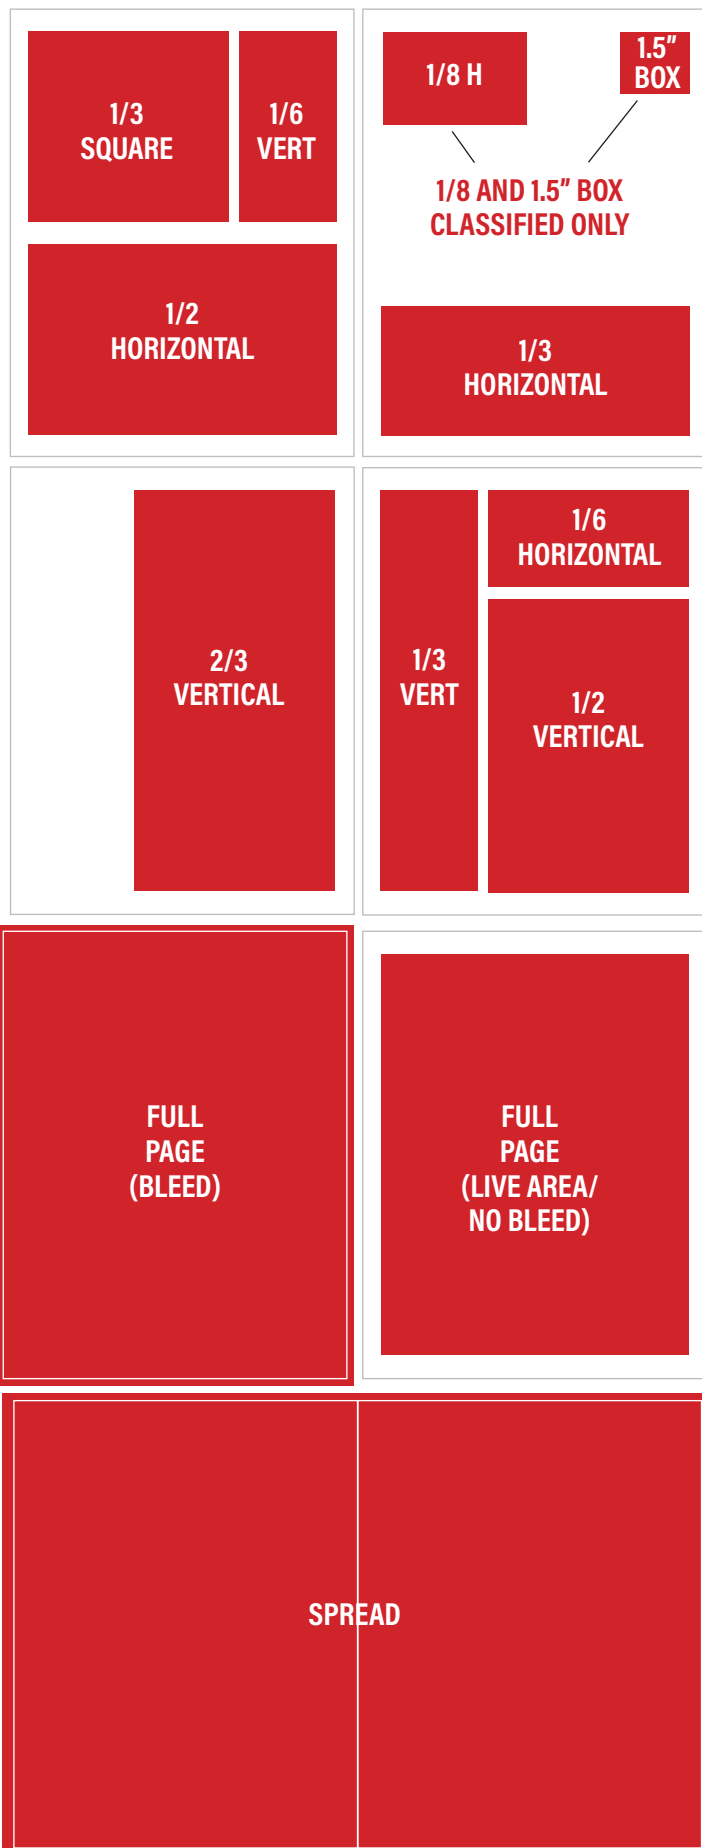 1/3
SQUARE
1/6
VERT
1/2
HORIZONTAL
1/8 H
1.5”
BOX
1/8 AND 1.5” BOX
CLASSIFIED ONLY
1/3
HORIZONTAL
2/3
VERTICAL
1/3
VERT
1/6
HORIZONTAL
1/2
VERTICAL
FULL
PAGE
(BLEED)
FULL
PAGE
(LIVE AREA/
NO BLEED)
SPREAD